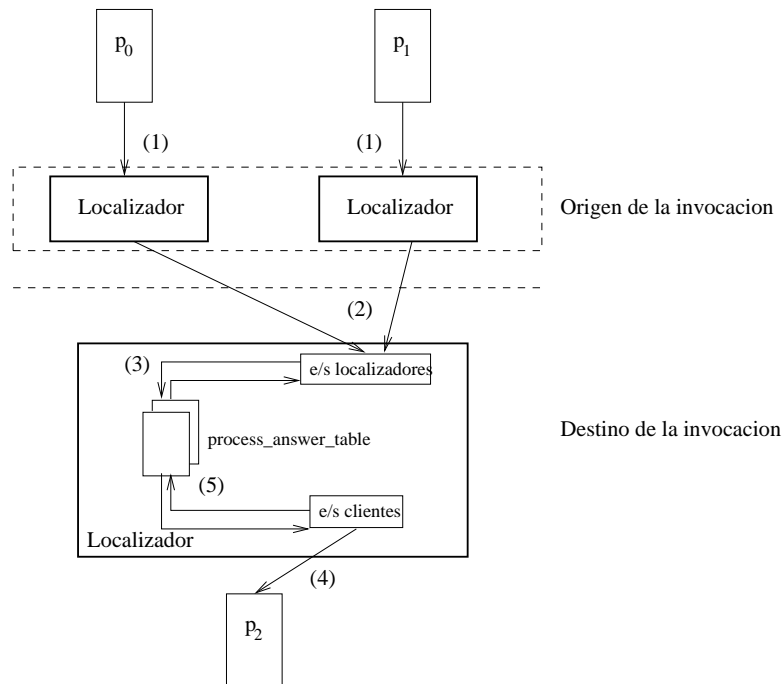 p0 p1
(1) (1)
Localizador Localizador Origen de la invocacion
(2)
e/s localizadores
(3)
process_answer_table Destino de la invocacion
(5)
e/s clientes
Localizador
(4)
p2